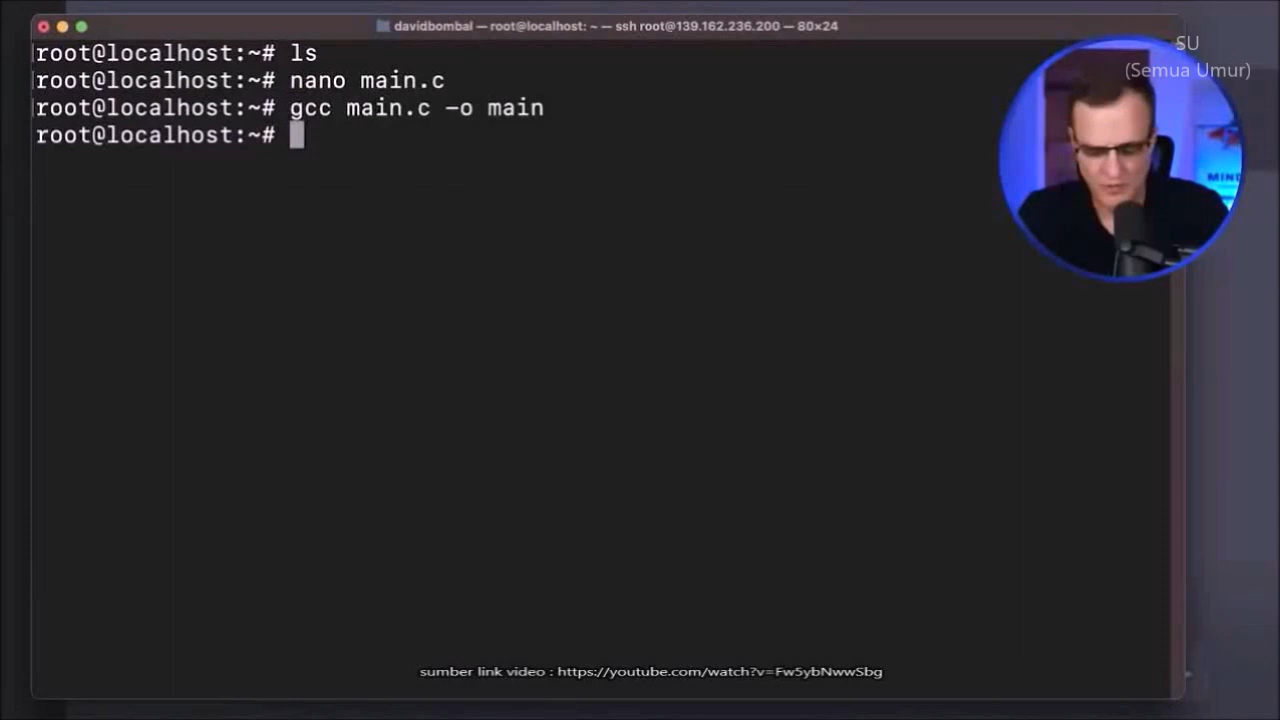 davidbombal — root@localhost: ~ — ssh root@139.162.236.200 — 80×24
SU
(Semua Umur)
root@localhost:~# ls
root@localhost:~# nano main.c
root@localhost:~# gcc main.c -o main
root@localhost:~#
MIND
sumber link video : https://youtube.com/watch?v=Fw5ybNwwSbg